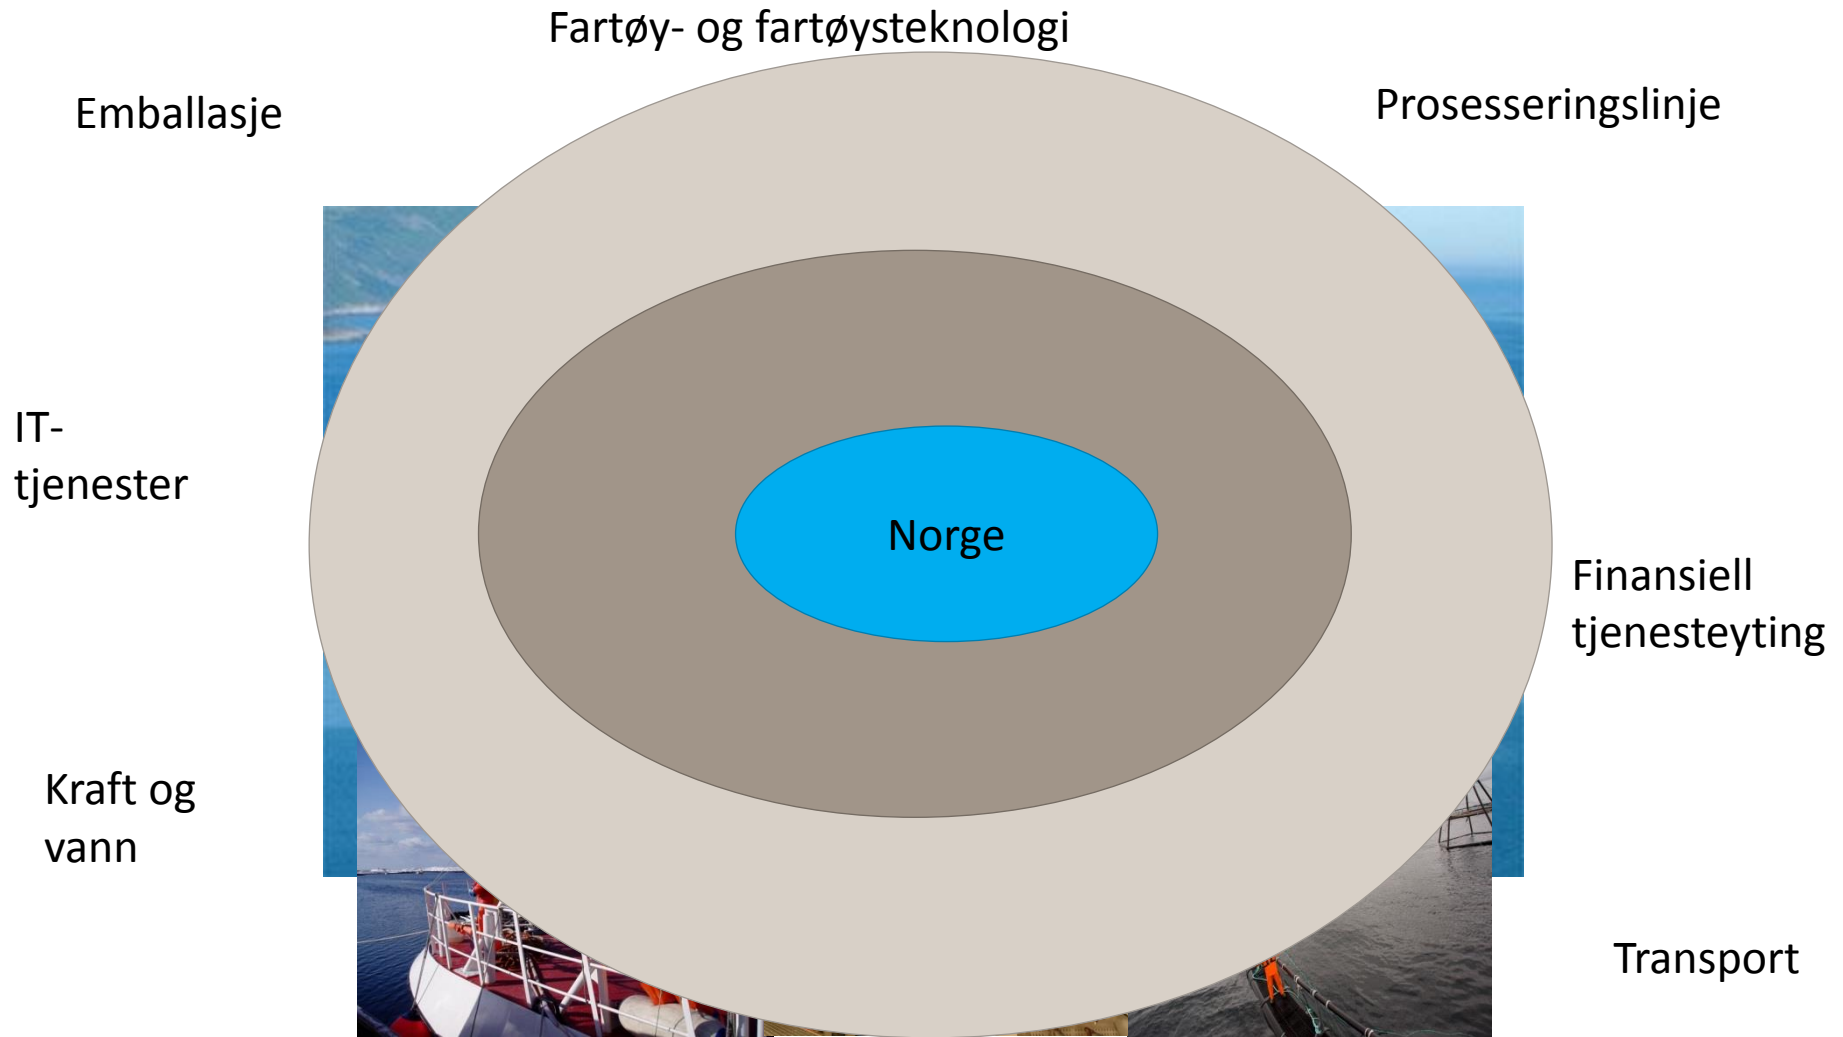 Fartøy- og fartøysteknologi
Emballasje
Prosesseringslinje
IT-
tjenester
Norge
Finansiell
tjenesteyting
Kraft og
vann
Transport